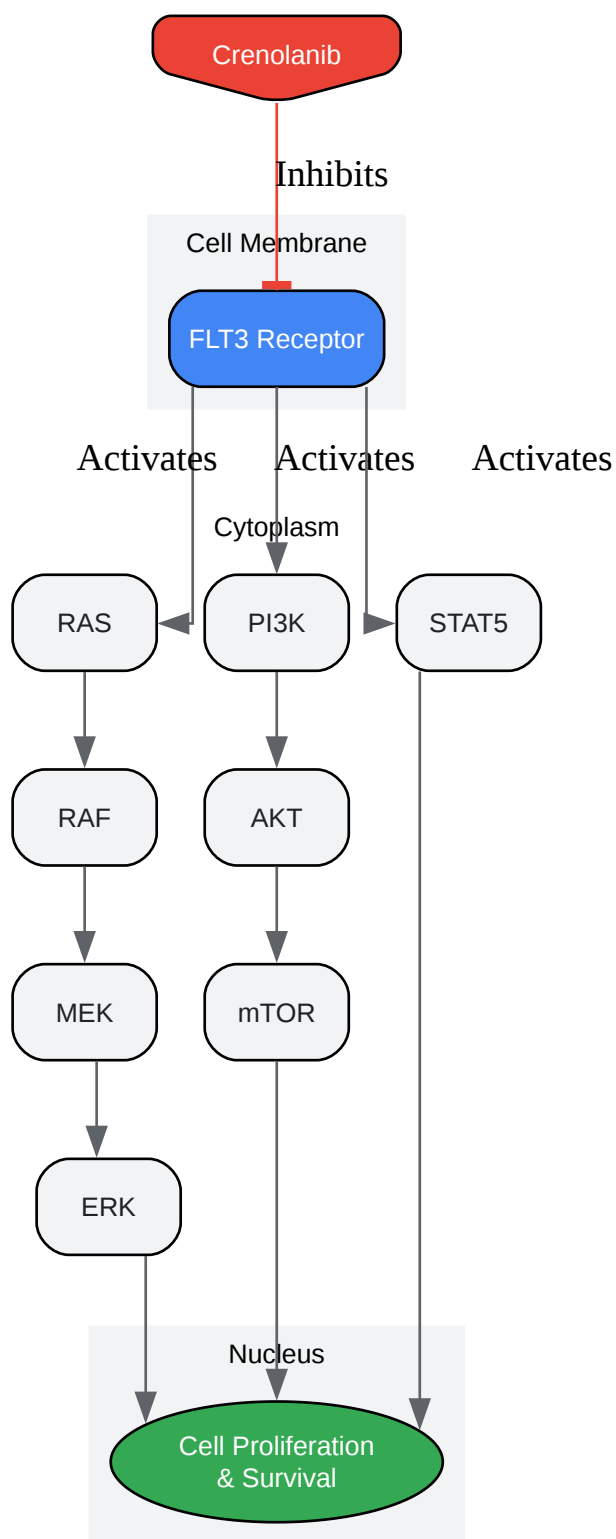 Crenolanib
Inhibits
Cell Membrane
FLT3 Receptor
Activates
Activates
Activates
Cytoplasm
RAS
PI3K
STAT5
RAF
AKT
MEK
mTOR
ERK
Nucleus
Cell Proliferation
& Survival